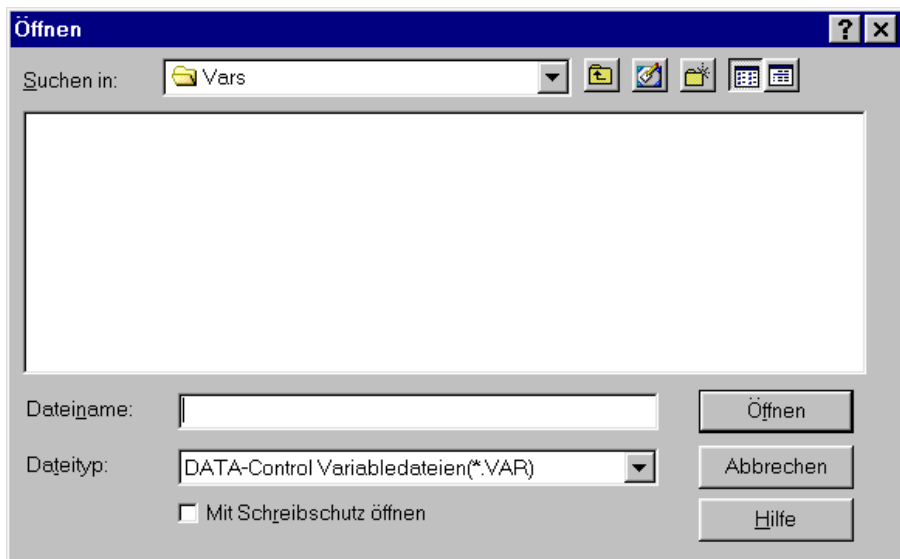 Öffnen
Suchen in: Vars
Dateiname: Öffnen
Dateityp: DATA-Control Variabledateien(*.VAR) Abbrechen
Mit Schreibschutz öffnen Hilfe